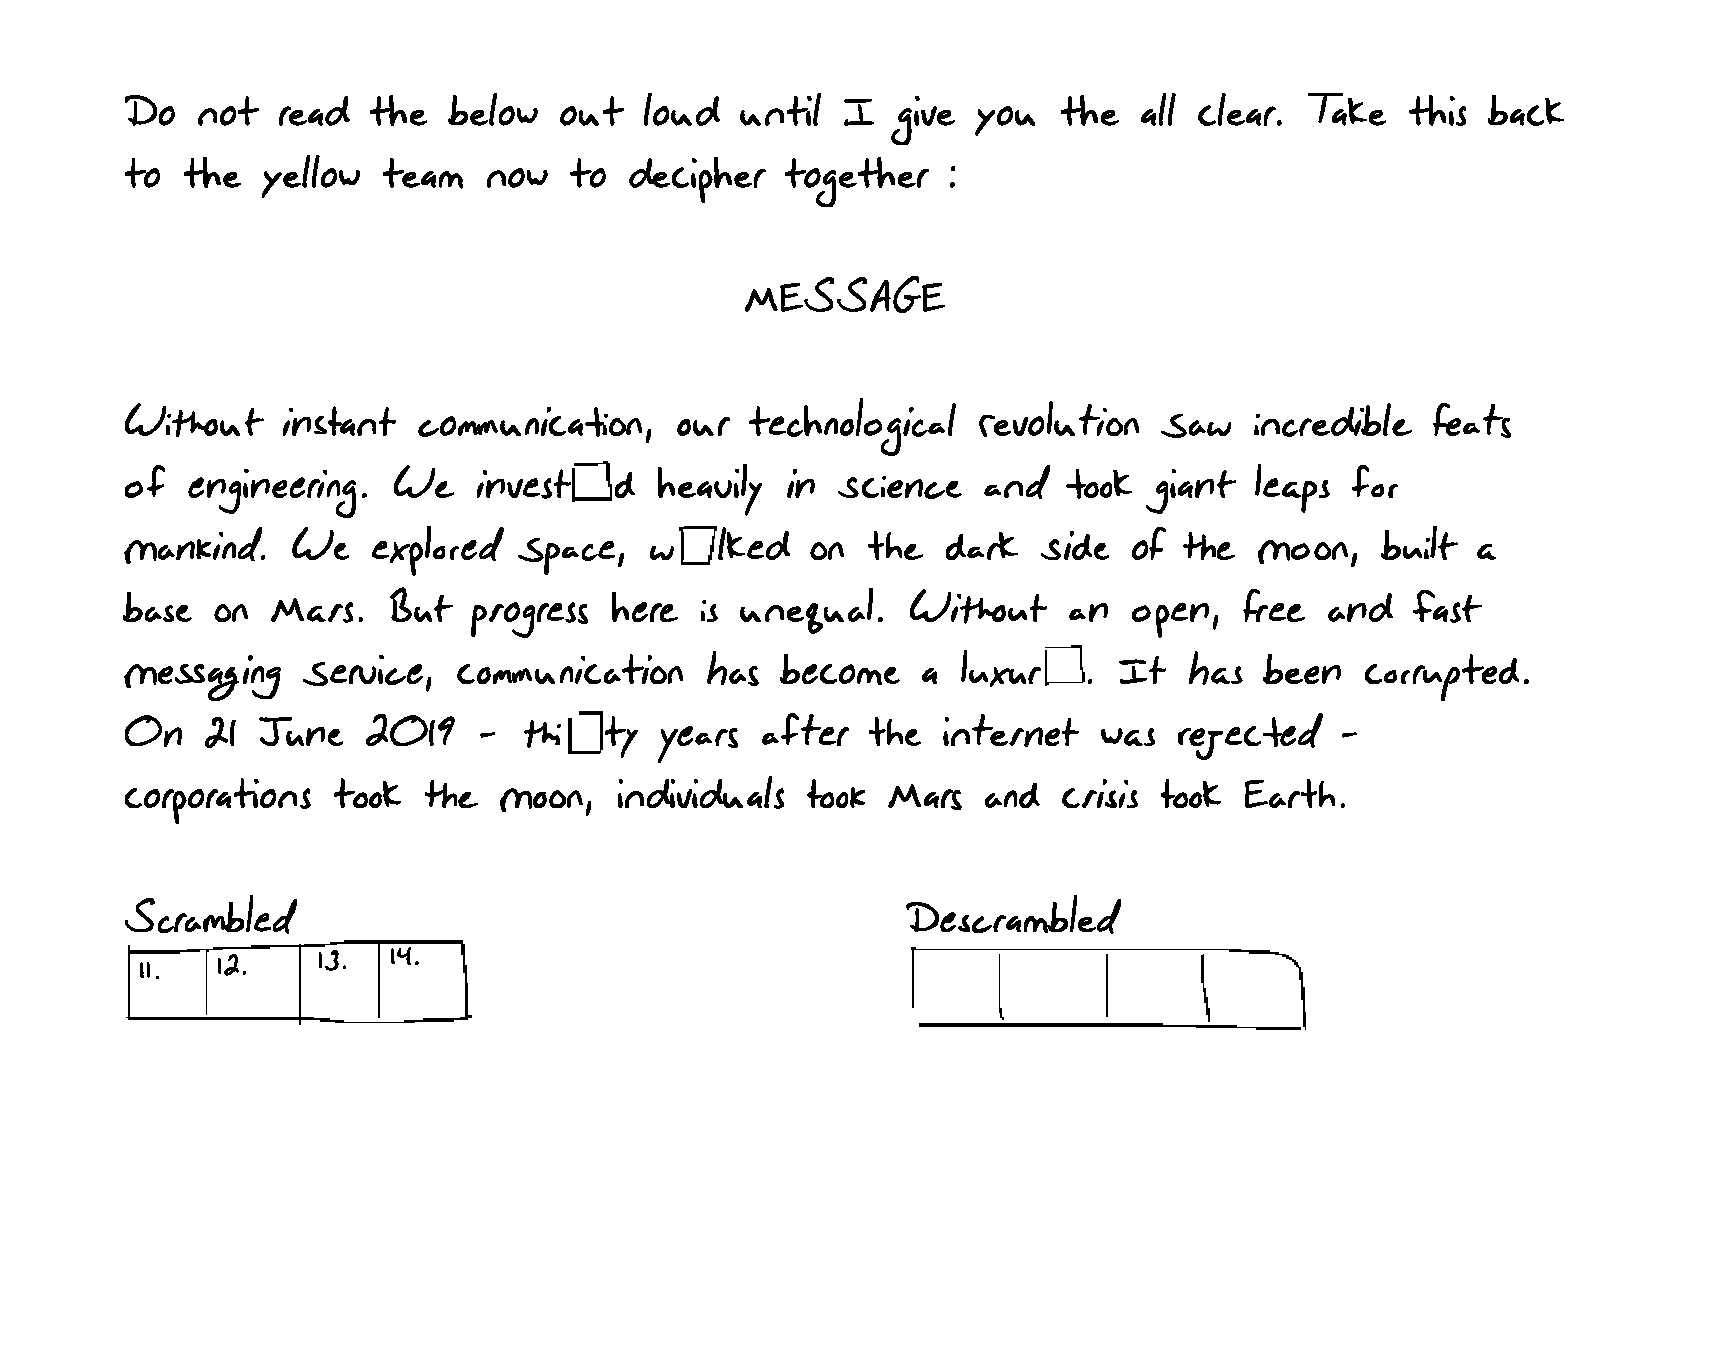 Do not read the below out loud until I give you the all clear. Take this back
to the yellow team now to decipher together :
MESSAGE
Without instant communication, our technological revolution saw incredible feats
of engineering. We invest□d heavily in science and took giant leaps for
mankind. We explored space, w□lked on the dark side of the moon, built a
base on Mars. But progress here is unequal. Without an open, free and fast
messaging service, communication has become a luxur□. It has been corrupted.
On 21 June 2019 - thi□ty years after the internet was rejected -
corporations took the moon, individuals took Mars and crisis took Earth.
Scrambled
11. 12. 13. 14.
Descrambled